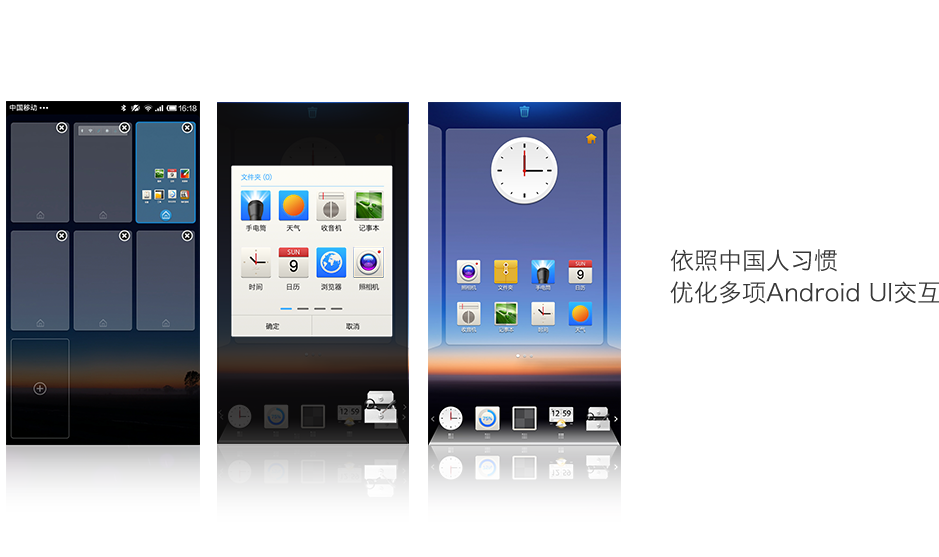 中国移动 ••• 16:18
文件夹 (0)
手电筒 天气 收音机 记事本
SUN
9
时间 日历 浏览器 照相机
确定 取消
12:59
SUN
9
照相机 文件夹 手电筒 日历
收音机 记事本 时间 天气
12:59
依照中国人习惯
优化多项Android UI交互